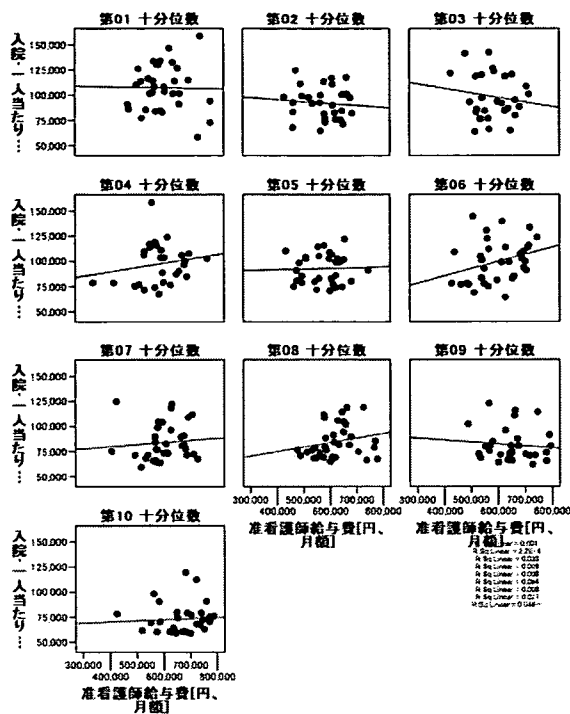 第01 十分位数
第02 十分位数
第03 十分位数
入院.一人当たり…
150,000
125,000
100,000
75,000
50,000
第04 十分位数
第05 十分位数
第06 十分位数
入院.一人当たり…
150,000
125,000
100,000
75,000
50,000
第07 十分位数
第08 十分位数
第09 十分位数
入院.一人当たり…
150,000
125,000
100,000
75,000
50,000
300,000
400,000
500,000
600,000
700,000
800,000
300,000
400,000
500,000
600,000
700,000
800,000
准看護師給与費[円、
月額]
准看護師給与費[円、
月額]
第10 十分位数
入院.一人当たり…
150,000
125,000
100,000
75,000
50,000
300,000
400,000
500,000
600,000
700,000
800,000
准看護師給与費[円、
月額]